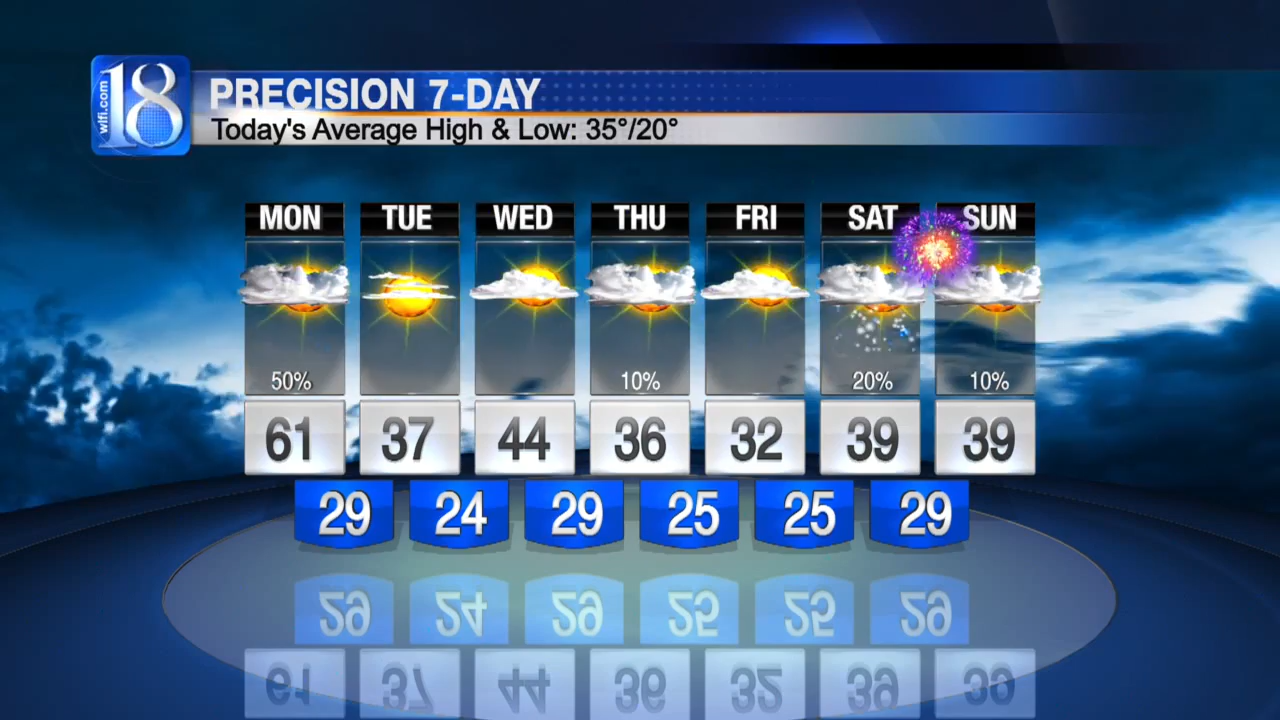 wlfi.com
18
PRECISION 7-DAY
Today's Average High & Low: 35°/20°
MON TUE WED THU FRI SAT SUN
50% 10% 20% 10%
61 37 44 36 32 39 39
29 24 29 25 25 29